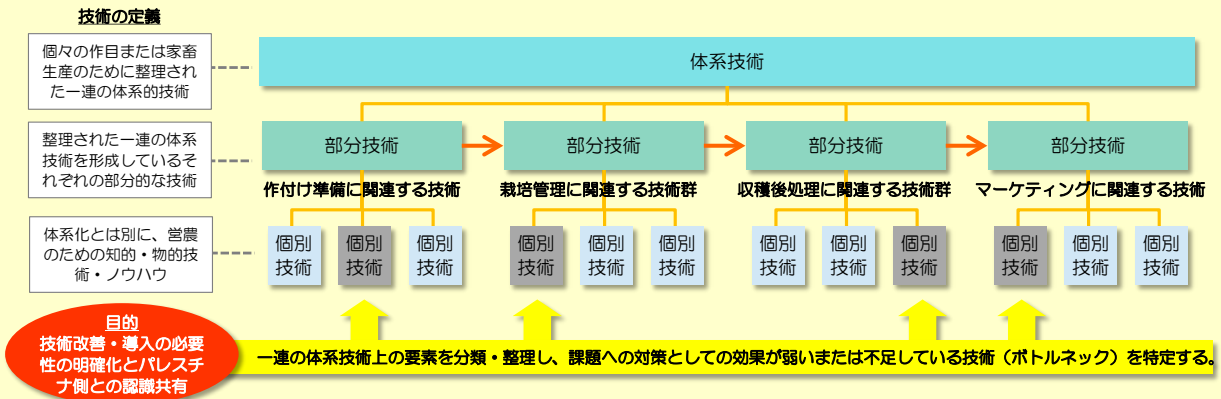 技術の定義
個々の作目または家畜
生産のために整理され
た一連の体系的技術
体系技術
整理された一連の体系
技術を形成しているそ
れぞれの部分的な技術
部分技術
部分技術
部分技術
部分技術
作付け準備に関連する技術
栽培管理に関連する技術群
収穫後処理に関連する技術群
マーケティングに関連する技術
体系化とは別に、営農
のための知的・物的技
術・ノウハウ
個別
技術
個別
技術
個別
技術
個別
技術
個別
技術
個別
技術
個別
技術
個別
技術
個別
技術
個別
技術
個別
技術
個別
技術
目的
技術改善・導入の必要
性の明確化とパレスチ
ナ側との認識共有
一連の体系技術上の要素を分類・整理し、課題への対策としての効果が弱いまたは不足している技術（ボトルネック）を特定する。